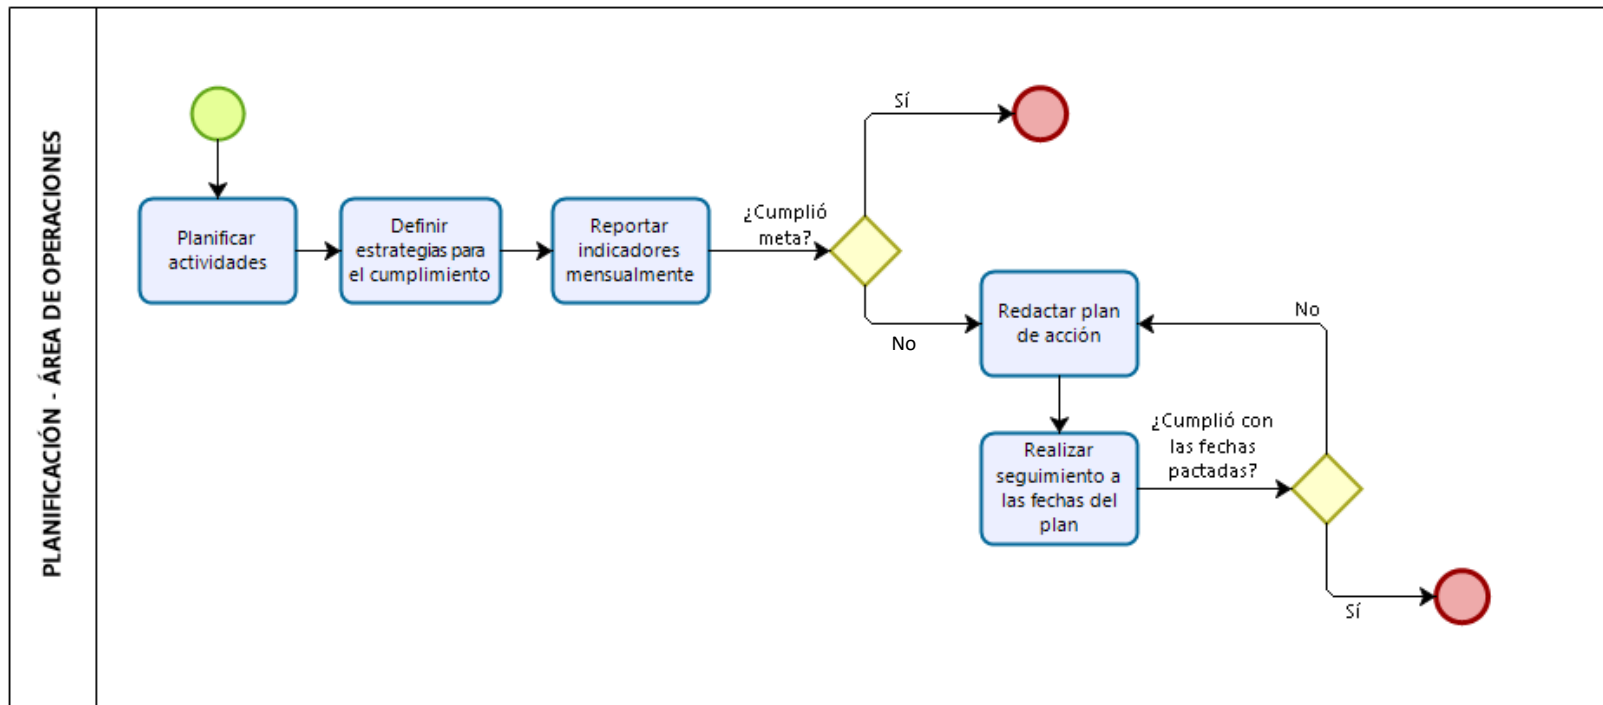 PLANIFICACIÓN - ÁREA DE OPERACIONES
Planificar
actividades
Definir
estrategias para
el cumplimiento
Reportar
indicadores
mensualmente
¿Cumplió
meta?
Sí
No
Redactar plan
de acción
Realizar
seguimiento a
las fechas del
plan
¿Cumplió con
las fechas
pactadas?
No
Sí